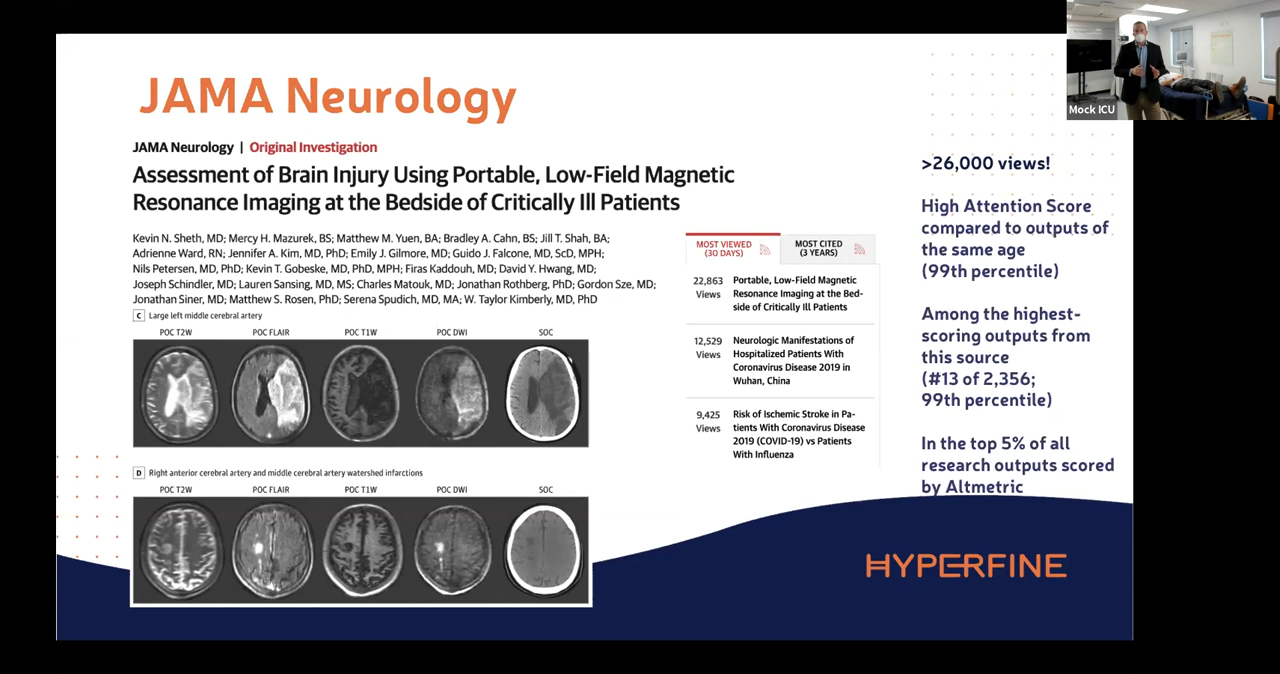 JAMA Neurology
JAMA Neurology | Original Investigation
Assessment of Brain Injury Using Portable, Low-Field Magnetic
Resonance Imaging at the Bedside of Critically Ill Patients
Kevin N. Sheth, MD; Mercy H. Mazurek, BS; Matthew M. Yuen, BA; Bradley A. Cahn, BS; Jill T. Shah, BA;
Adrienne Ward, RN; Jennifer A. Kim, MD, PhD; Emily J. Gilmore, MD; Guido J. Falcone, MD, ScD, MPH;
Nils Petersen, MD, PhD; Kevin T. Gobeske, MD, PhD, MPH; Firas Kaddouh, MD; David Y. Hwang, MD;
Joseph Schindler, MD; Lauren Sansing, MD, MS; Charles Matouk, MD; Jonathan Rothberg, PhD; Gordon Sze, MD;
Jonathan Siner, MD; Matthew S. Rosen, PhD; Serena Spudich, MD, MA; W. Taylor Kimberly, MD, PhD
C Large left middle cerebral artery
POC T2W POC FLAIR POC T1W POC DWI SOC
D Right anterior cerebral artery and middle cerebral artery watershed infarctions
POC T2W POC FLAIR POC T1W POC DWI SOC
MOST VIEWED
(30 DAYS)
MOST CITED
(3 YEARS)
22,863
Views
Portable, Low-Field Magnetic
Resonance Imaging at the Bed-
side of Critically Ill Patients
12,529
Views
Neurologic Manifestations of
Hospitalized Patients With
Coronavirus Disease 2019 in
Wuhan, China
9,425
Views
Risk of Ischemic Stroke in Pa-
tients With Coronavirus Disease
2019 (COVID-19) vs Patients
With Influenza
Mock ICU
>26,000 views!
High Attention Score
compared to outputs of
the same age
(99th percentile)
Among the highest-
scoring outputs from
this source
(#13 of 2,356;
99th percentile)
In the top 5% of all
research outputs scored
by Altmetric
HYPERFINE